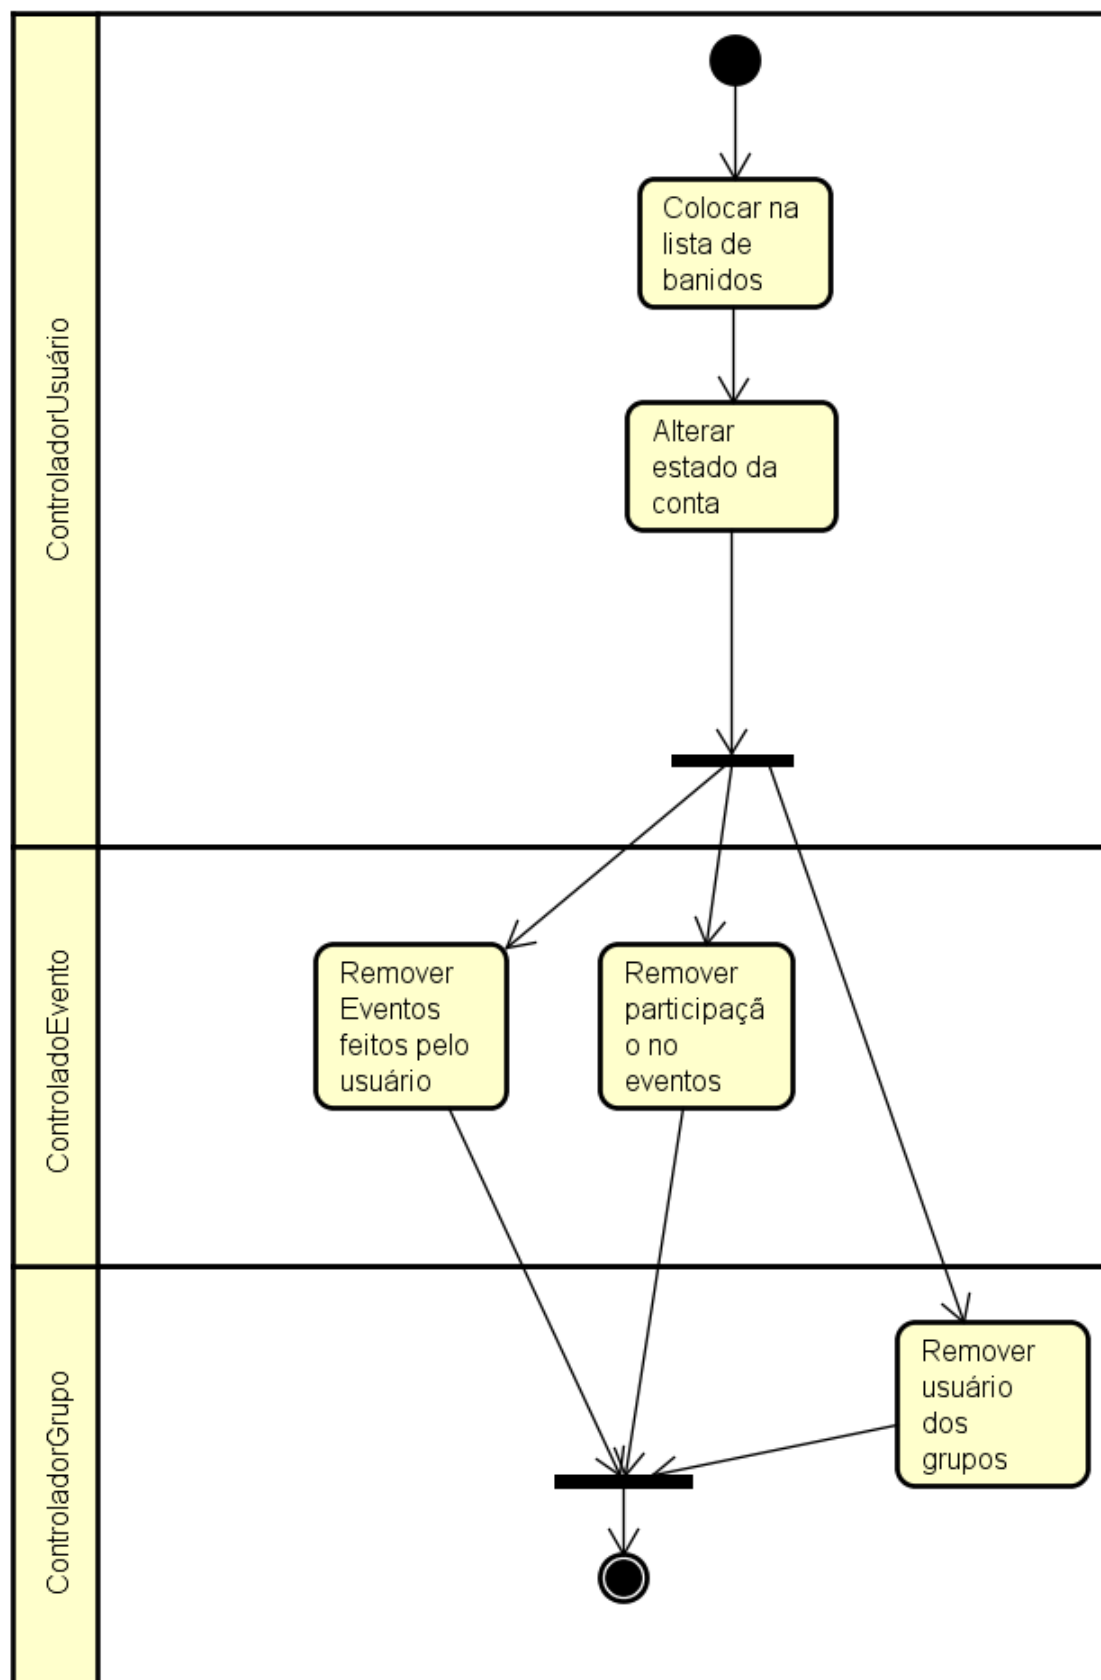 ControladorUsuário
Colocar na
lista de
banidos
Alterar
estado da
conta
ControladoEvento
Remover
Eventos
feitos pelo
usuário
Remover
participaçã
o no
eventos
ControladorGrupo
Remover
usuário
dos
grupos